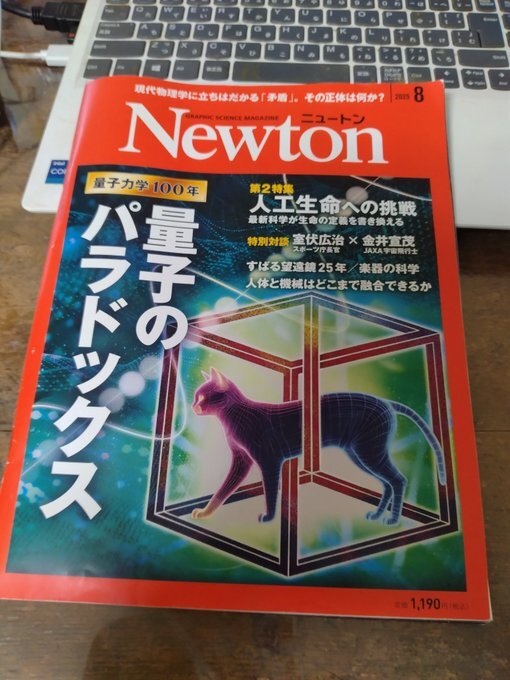 現代物理学に立ちはだかる「矛盾」。その正体は何か?
2025 8
GRAPHIC SCIENCE MAGAZINE
ニュートン
Newton
量子力学100年
量子の
パラドックス
第2特集
人工生命への挑戦
最新科学が生命の定義を書き換える
特別対談 室伏広治 × 金井宣茂
スポーツ庁長官 JAXA宇宙飛行士
すばる望遠鏡25年/楽器の科学
人体と機械はどこまで融合できるか
定価 1,190円(税込)
intel